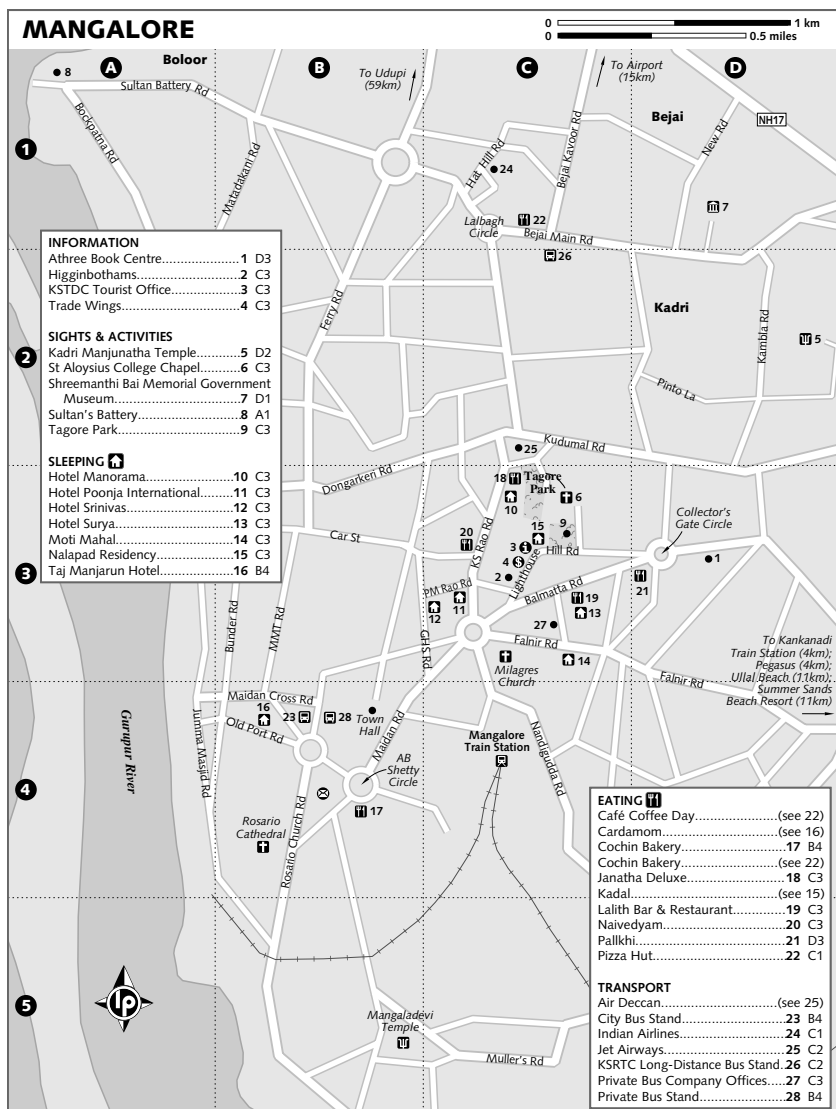 MANGALORE
0 1 km
0 0.5 miles
A
B
C
D
1
2
3
4
5
Boloor
8
Sultan Battery Rd
To Udupi
(59km)
To Airport
(15km)
Bejai
NH17
New Rd
Bockpatna Rd
Matadakani Rd
Hat Hill Rd
24
Bejai Kavoor Rd
7
Lalbagh
Circle
22
Bejai Main Rd
26
Kadri
Ferry Rd
Kambla Rd
5
Pinto La
Kudumal Rd
25
INFORMATION
Athree Book Centre 1 D3
Higginbothams 2 C3
KSTDC Tourist Office 3 C3
Trade Wings 4 C3
SIGHTS & ACTIVITIES
Kadri Manjunatha Temple 5 D2
St Aloysius College Chapel 6 C3
Shreemanthi Bai Memorial Government
Museum 7 D1
Sultan's Battery 8 A1
Tagore Park 9 C3
SLEEPING
Hotel Manorama 10 C3
Hotel Poonja International 11 C3
Hotel Srinivas 12 C3
Hotel Surya 13 C3
Moti Mahal 14 C3
Nalapad Residency 15 C3
Taj Manjarun Hotel 16 B4
Dongarkeri Rd
18
Tagore
Park
10
6
15
9
Collector's
Gate Circle
Car St
20
KS Rao Rd
3
4
2
Hill Rd
Lighthouse
1
21
PM Rao Rd
12
11
Balmatta Rd
19
13
27
Bunder Rd
MMT Rd
GHS Rd
Falnir Rd
14
Milagres
Church
Falnir Rd
To Kankanadi
Train Station (4km);
Pegasus (4km);
Ullal Beach (11km);
Summer Sands
Beach Resort (11km)
Maidan Cross Rd
16
23
28
Town
Hall
Old Port Rd
Maidan Rd
Jumma Masjid Rd
Gurupur River
Mangalore
Train Station
Nandigudda Rd
AB
Shetty
Circle
17
Rosario
Cathedral
Rosario Church Rd
lp
Mangaladevi
Temple
Muller's Rd
EATING
Café Coffee Day (see 22)
Cardamom (see 16)
Cochin Bakery 17 B4
Cochin Bakery (see 22)
Janatha Deluxe 18 C3
Kadal (see 15)
Lalith Bar & Restaurant 19 C3
Naivedyam 20 C3
Pallkhi 21 D3
Pizza Hut 22 C1
TRANSPORT
Air Deccan (see 25)
City Bus Stand 23 B4
Indian Airlines 24 C1
Jet Airways 25 C2
KSRTC Long-Distance Bus Stand 26 C2
Private Bus Company Offices 27 C3
Private Bus Stand 28 B4